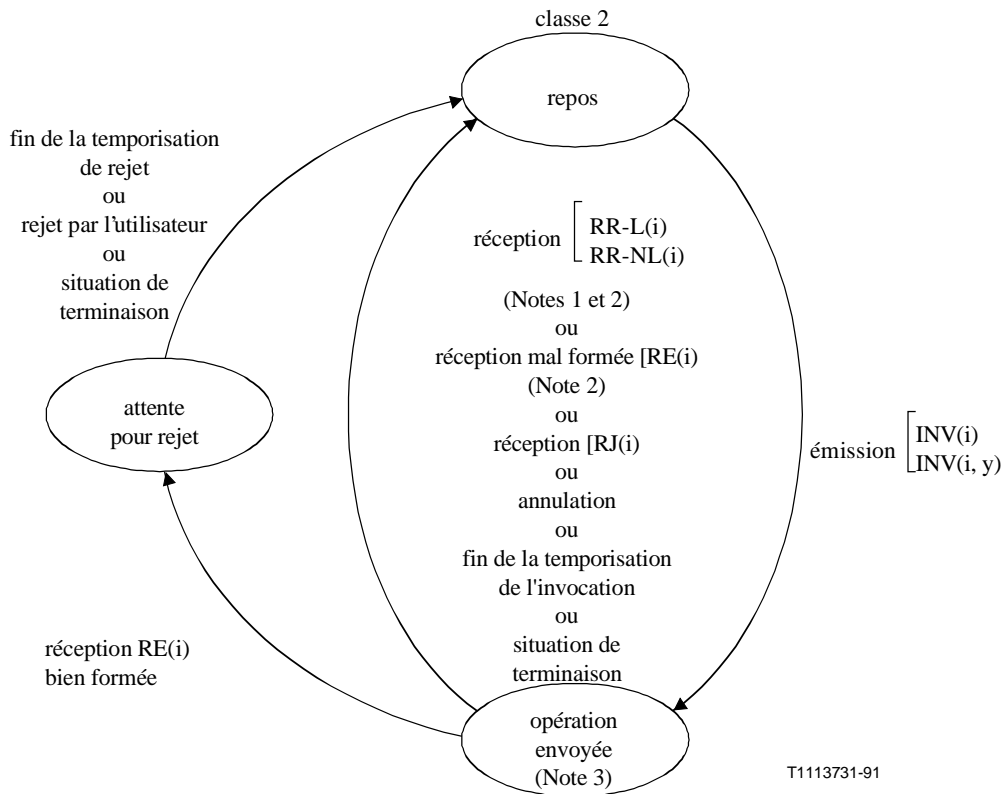 classe 2
repos
fin de la temporisation
de rejet
ou
rejet par l'utilisateur
ou
situation de
terminaison
réception
RR-L(i)
RR-NL(i)
(Notes 1 et 2)
ou
réception mal formée [RE(i)
(Note 2)
ou
réception [RJ(i)
ou
annulation
ou
fin de la temporisation
de l'invocation
ou
situation de
terminaison
attente
pour rejet
émission
INV(i)
INV(i, y)
réception RE(i)
bien formée
opération
envoyée
(Note 3)
T1113731-91